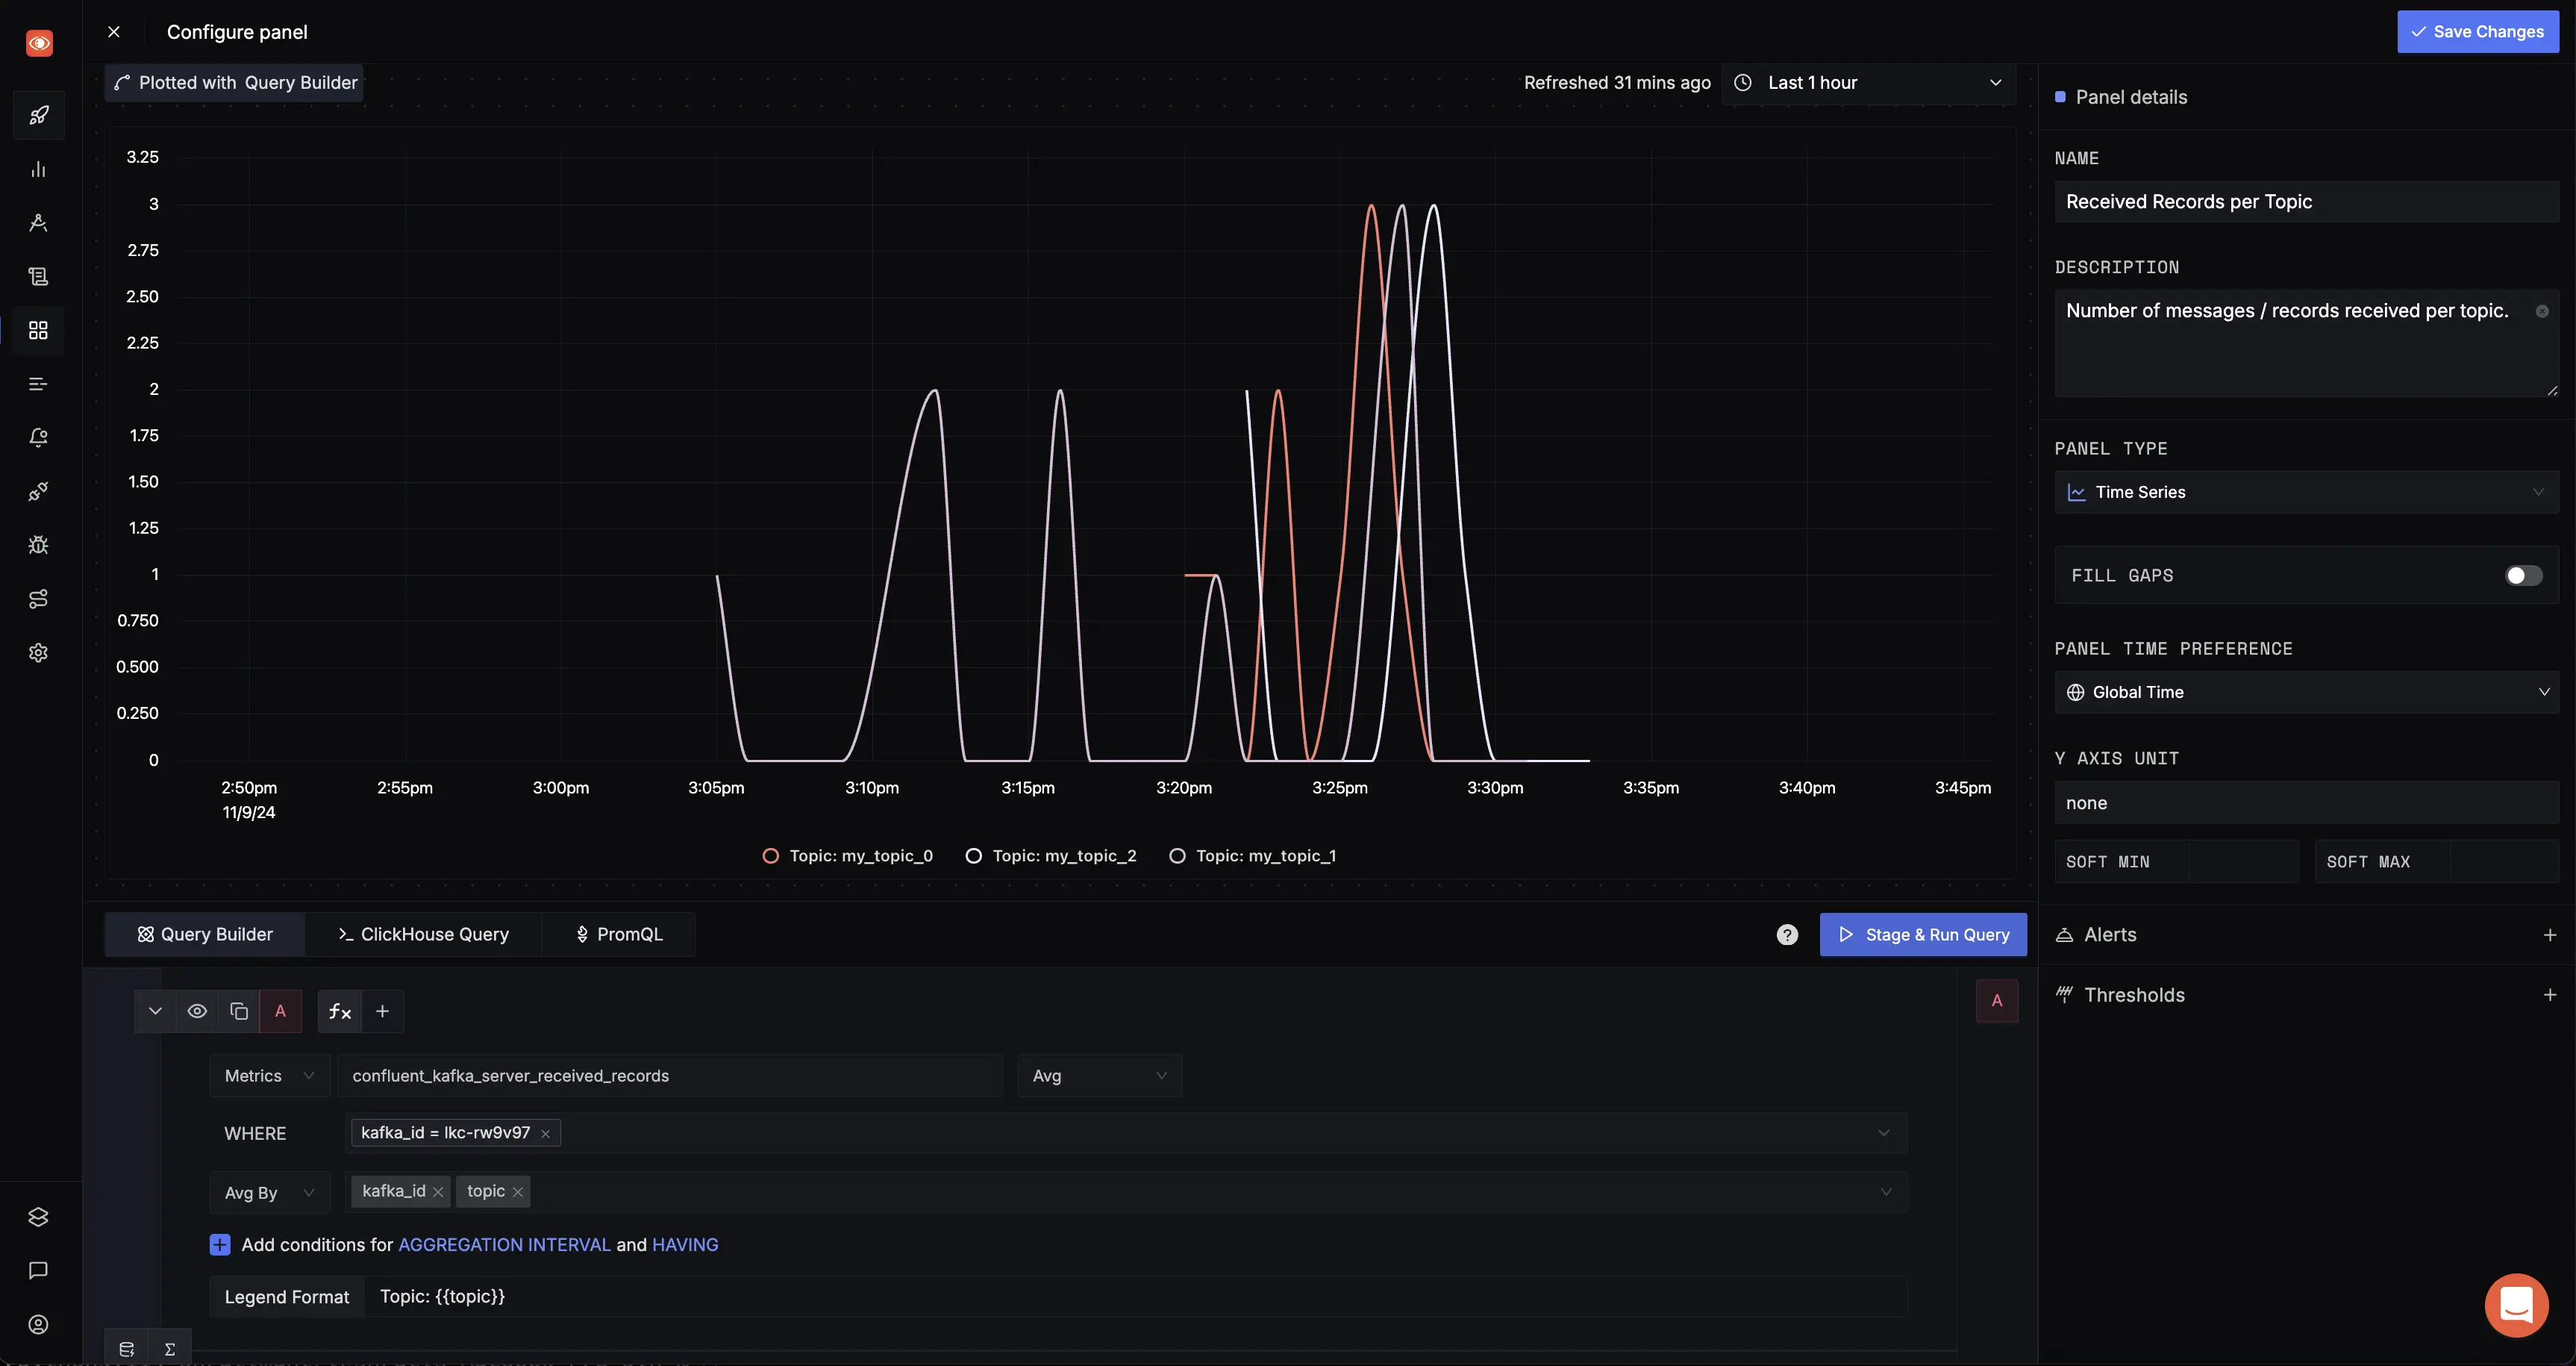 Configure panel
Save Changes
Plotted with Query Builder
Refreshed 31 mins ago
Last 1 hour
3.25
3
2.75
2.50
2.25
2
1.75
1.50
1.25
1
0.750
0.500
0.250
0
2:50pm 2:55pm 3:00pm 3:05pm 3:10pm 3:15pm 3:20pm 3:25pm 3:30pm 3:35pm 3:40pm 3:45pm
11/9/24
Topic: my_topic_0 Topic: my_topic_2 Topic: my_topic_1
Panel details
NAME
Received Records per Topic
DESCRIPTION
Number of messages / records received per topic.
PANEL TYPE
Time Series
FILL GAPS
PANEL TIME PREFERENCE
Global Time
Y AXIS UNIT
none
SOFT MIN SOFT MAX
Alerts
Thresholds
Query Builder ClickHouse Query PromQL
Stage & Run Query
A
A
Metrics confluent_kafka_server_received_records Avg
WHERE kafka_id = lkc-rw9v97
Avg By kafka_id topic
Add conditions for AGGREGATION INTERVAL and HAVING
Legend Format Topic: {{topic}}